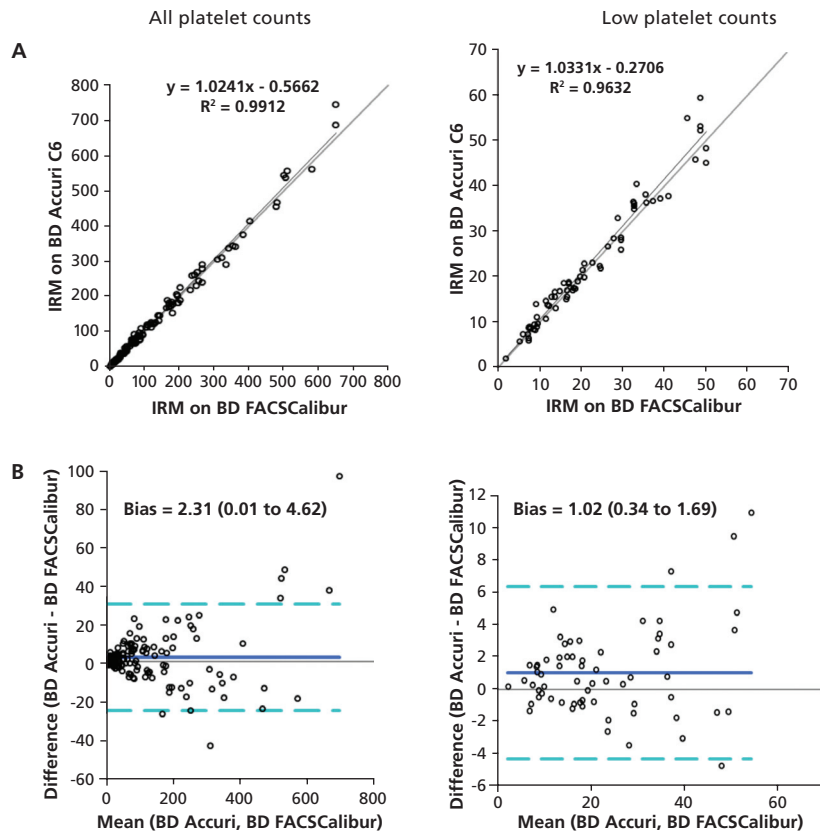 All platelet counts
Low platelet counts
A
y = 1.0241x - 0.5662
R² = 0.9912
IRM on BD Accuri C6
800
700
600
500
400
300
200
100
0
0 100 200 300 400 500 600 700 800
IRM on BD FACSCalibur
y = 1.0331x - 0.2706
R² = 0.9632
IRM on BD Accuri C6
70
60
50
40
30
20
10
0
0 10 20 30 40 50 60 70
IRM on BD FACSCalibur
B
Bias = 2.31 (0.01 to 4.62)
Difference (BD Accuri - BD FACSCalibur)
100
80
60
40
20
0
-20
-40
-60
0 200 400 600 800
Mean (BD Accuri, BD FACSCalibur)
Bias = 1.02 (0.34 to 1.69)
Difference (BD Accuri - BD FACSCalibur)
12
10
8
6
4
2
0
-2
-4
-6
0 20 40 60
Mean (BD Accuri, BD FACSCalibur)